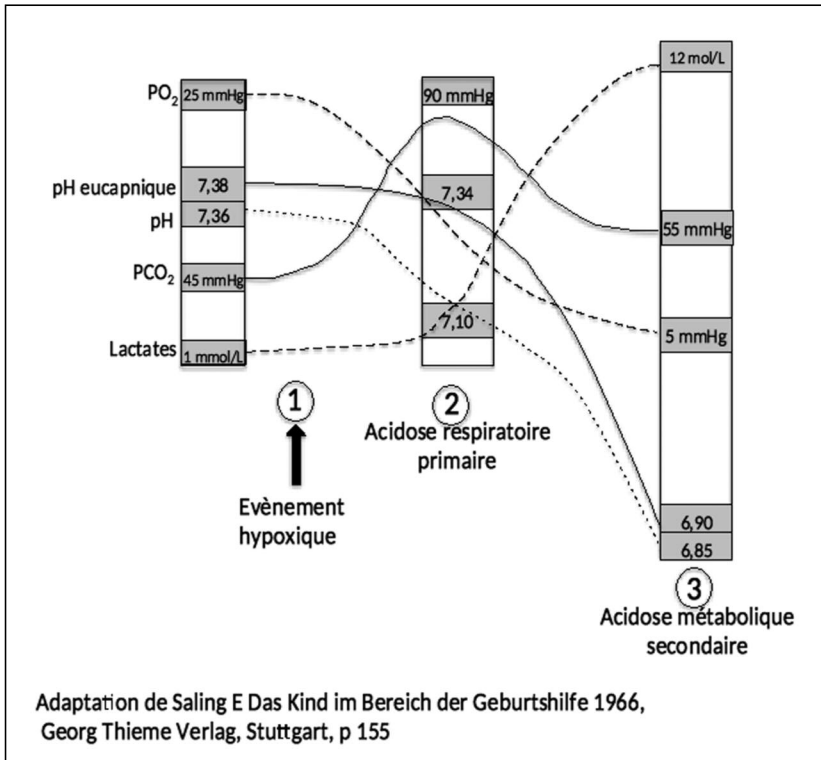 PO2 25 mmHg
pH eucapnique 7,38
pH 7,36
PCO2 45 mmHg
Lactates 1 mmol/L
90 mmHg
7,34
7,10
12 mol/L
55 mmHg
5 mmHg
6,90
6,85
1
Evènement
hypoxique
2
Acidose respiratoire
primaire
3
Acidose métabolique
secondaire
Adaptation de Saling E Das Kind im Bereich der Geburtshilfe 1966,
Georg Thieme Verlag, Stuttgart, p 155